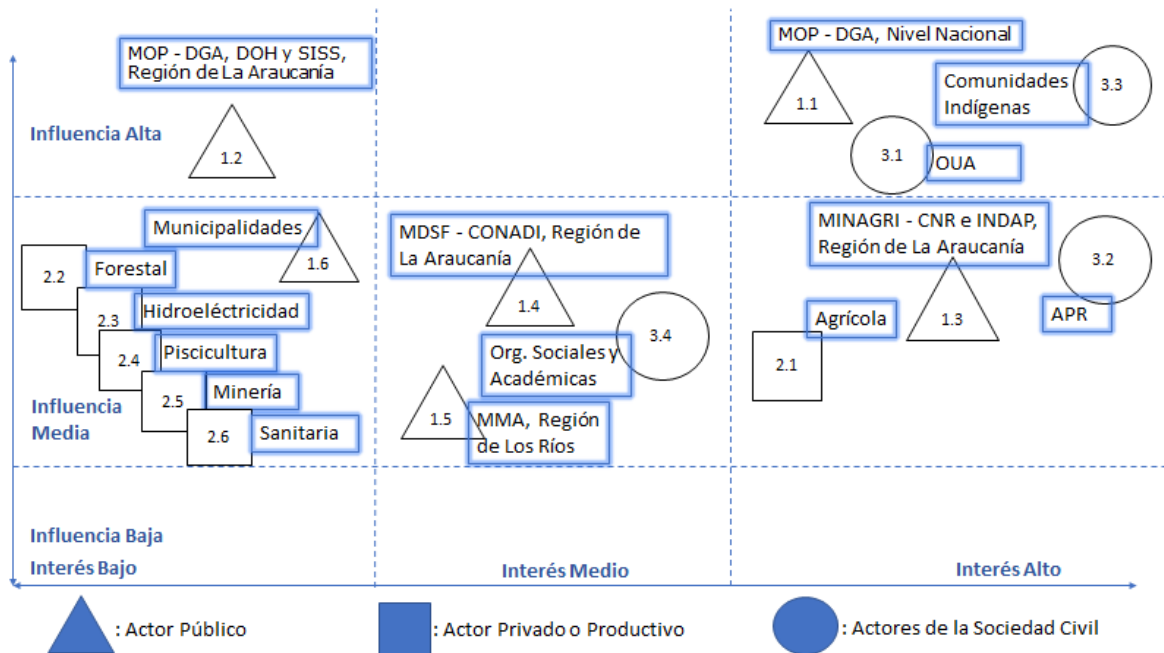 MOP - DGA, DOH y SISS,
Región de La Araucanía
MOP - DGA, Nivel Nacional
Comunidades
Indígenas
3.3
1.1
Influencia Alta
1.2
3.1
OUA
Municipalidades
1.6
2.2
Forestal
2.3
Hidroeléctricidad
2.4
Piscicultura
2.5
Minería
2.6
Sanitaria
Influencia
Media
MDSF - CONADI, Región de
La Araucanía
1.4
3.4
Org. Sociales y
Académicas
1.5
MMA, Región
de Los Ríos
MINAGRI - CNR e INDAP,
Región de La Araucanía
3.2
Agrícola
1.3
APR
2.1
Influencia Baja
Interés Bajo
Interés Medio
Interés Alto
: Actor Público
: Actor Privado o Productivo
: Actores de la Sociedad Civil